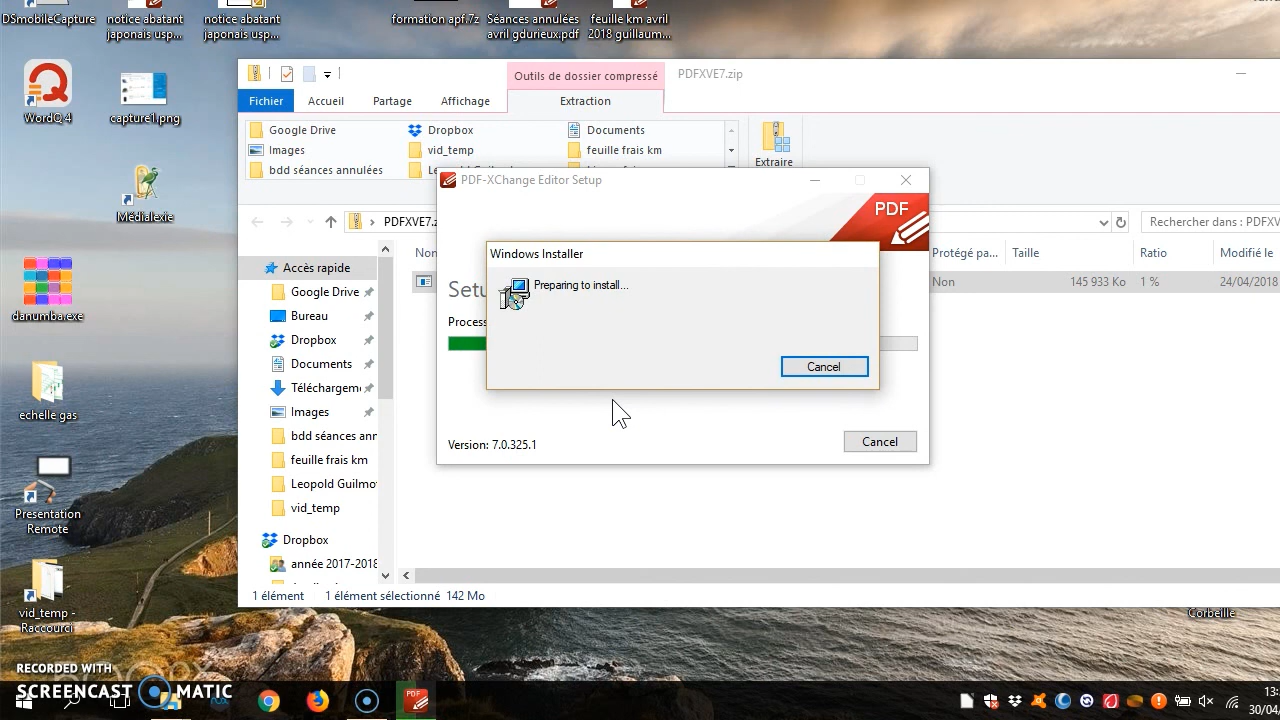 DSmobileCapture
notice abatant
japonais usp...
notice abatant
japonais usp...
formation apf.7z
Séances annulées
avril gdurieux.pdf
feuille km avril
2018 guillaum...
WordQ 4
capture1.png
Médialexie
danumba.exe
echelle gas
Presentation
Remote
vid_temp -
Raccourci
Outils de dossier compressé
PDFXVE7.zip
Fichier
Accueil
Partage
Affichage
Extraction
Google Drive
Dropbox
Documents
Images
vid_temp
feuille frais km
bdd séances annulées
Extraire
PDFXVE7.z
Rechercher dans : PDFXV
Accès rapide
Google Drive
Bureau
Dropbox
Documents
Téléchargem
Images
bdd séances ann
feuille frais km
Leopold Guilmo
vid_temp
Dropbox
année 2017-2018
Non
Protégé pa...
Taille
Ratio
Modifié le
Non
145 933 Ko
1 %
24/04/2018
PDF-XChange Editor Setup
PDF
Setu
Process
Version: 7.0.325.1
Cancel
Windows Installer
Preparing to install...
Cancel
1 élément
1 élément sélectionné 142 Mo
Corbeille
RECORDED WITH
SCREENCAST MATIC
PDF
13:
30/04